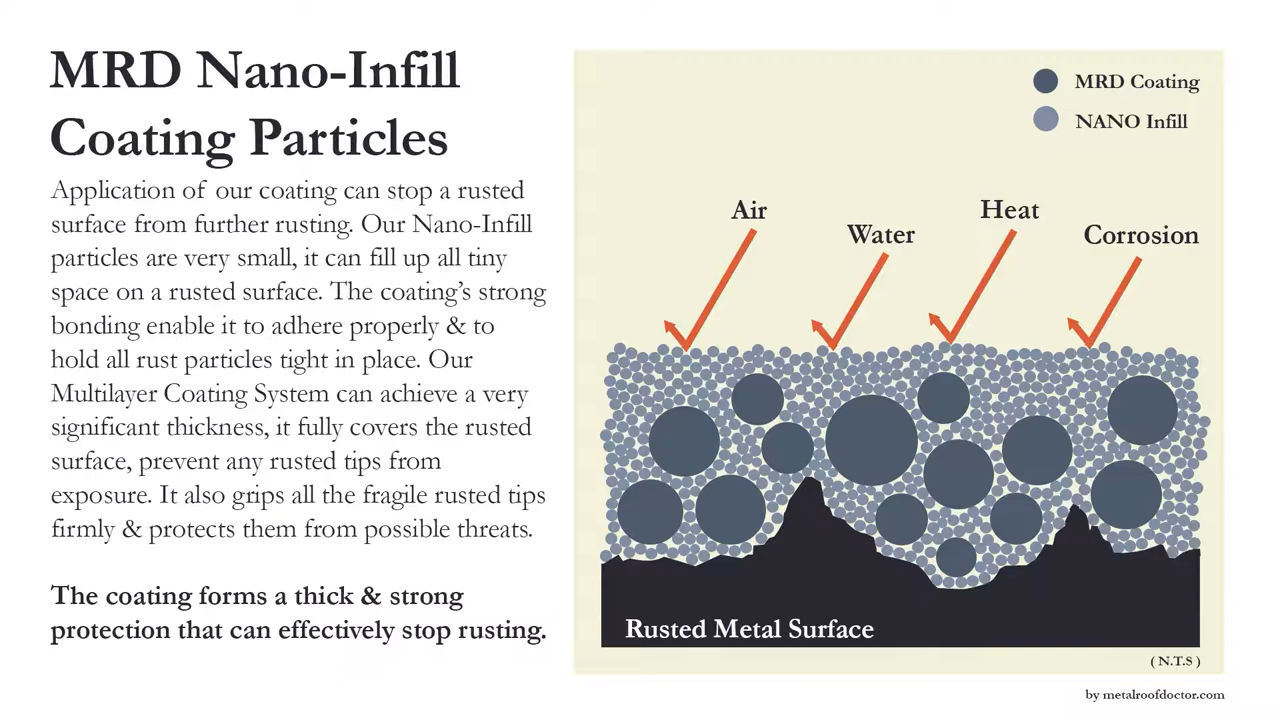 MRD Nano-Infill
Coating Particles
Application of our coating can stop a rusted
surface from further rusting. Our Nano-Infill
particles are very small, it can fill up all tiny
space on a rusted surface. The coating’s strong
bonding enable it to adhere properly & to
hold all rust particles tight in place. Our
Multilayer Coating System can achieve a very
significant thickness, it fully covers the rusted
surface, prevent any rusted tips from
exposure. It also grips all the fragile rusted tips
firmly & protects them from possible threats.
The coating forms a thick & strong
protection that can effectively stop rusting.
MRD Coating
NANO Infill
Air
Water
Heat
Corrosion
Rusted Metal Surface
( N.T.S )
by metalroofdoctor.com